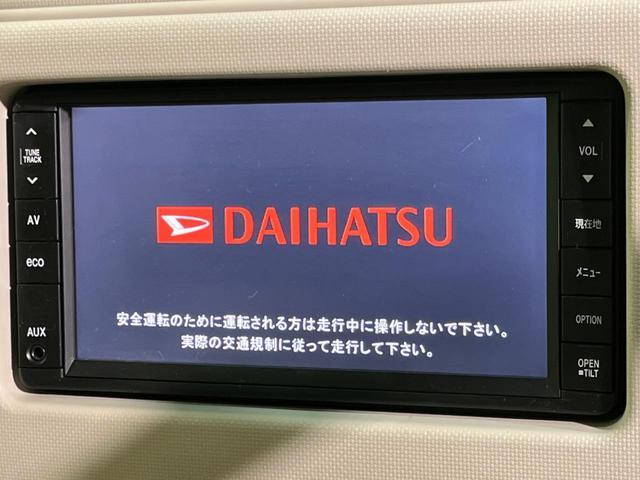 TUNE
TRACK
AV
eco
AUX
DAIHATSU
安全運転のために運転される方は走行中に操作しないで下さい。
実際の交通規制に従って走行して下さい。
VOL
現在地
メニュー
OPTION
OPEN
TILT